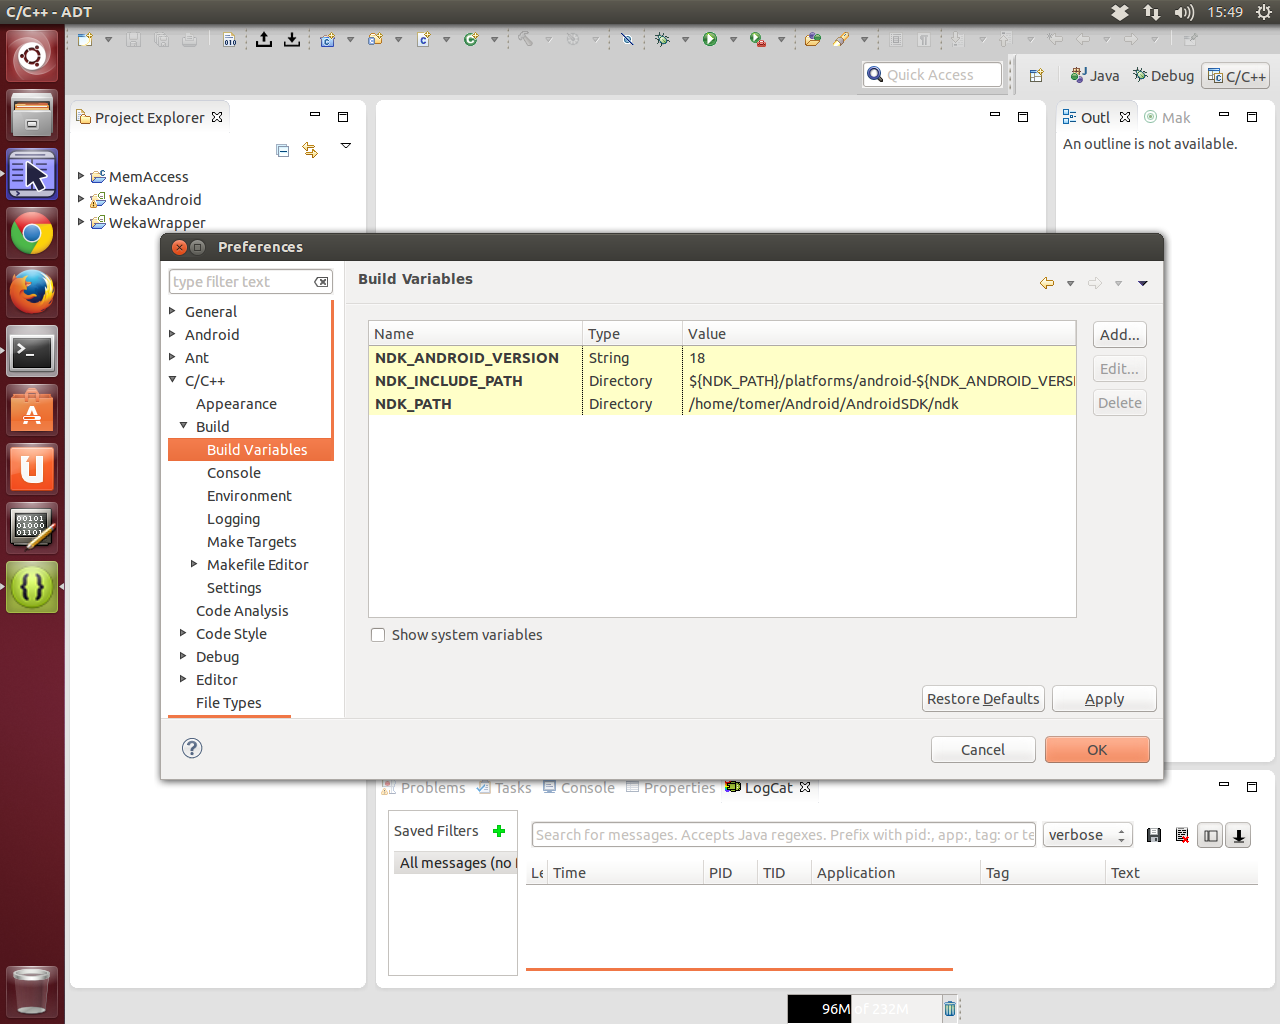 C/C++ - ADT
15:49
Quick Access
Java
Debug
C/C++
Project Explorer
MemAccess
WekaAndroid
WekaWrapper
Outl
Mak
An outline is not available.
Preferences
type filter text
General
Android
Ant
C/C++
Appearance
Build
Build Variables
Console
Environment
Logging
Make Targets
Makefile Editor
Settings
Code Analysis
Code Style
Debug
Editor
File Types
Build Variables
Name Type Value
NDK_ANDROID_VERSION String 18
NDK_INCLUDE_PATH Directory ${NDK_PATH}/platforms/android-${NDK_ANDROID_VERSI
NDK_PATH Directory /home/tomer/Android/AndroidSDK/ndk
Add...
Edit...
Delete
Show system variables
Restore Defaults
Apply
Cancel
OK
Problems
Tasks
Console
Properties
LogCat
Saved Filters
All messages (no
Search for messages. Accepts Java regexes. Prefix with pid:, app:, tag: or te
verbose
Le Time PID TID Application Tag Text
96M of 232M